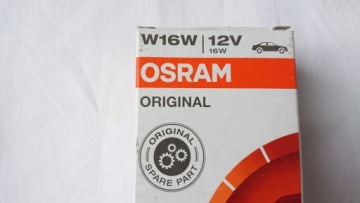 W16W | 12V
16W
OSRAM
ORIGINAL
ORIGINAL
SPARE PART